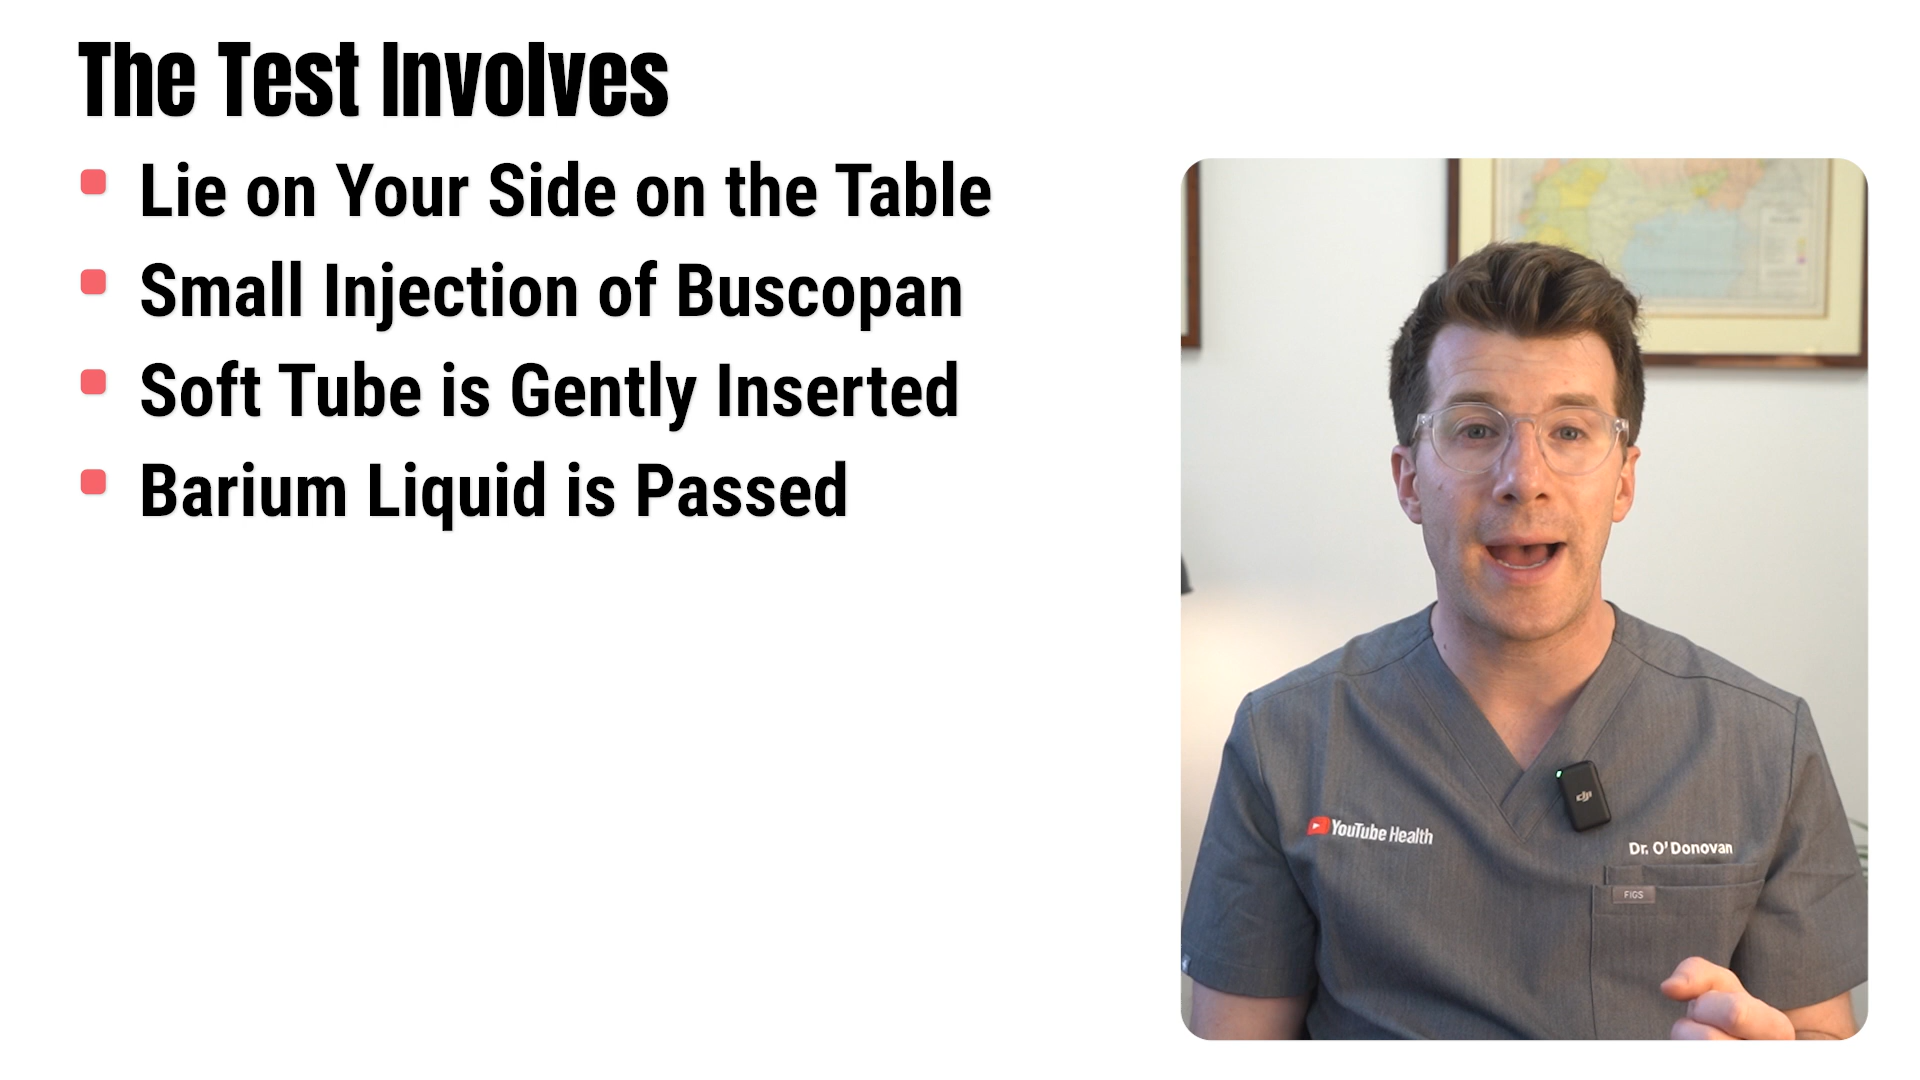 The Test Involves
Lie on Your Side on the Table
Small Injection of Buscopan
Soft Tube is Gently Inserted
Barium Liquid is Passed
YouTube Health
Dr. O'Donovan
FIGS
dji